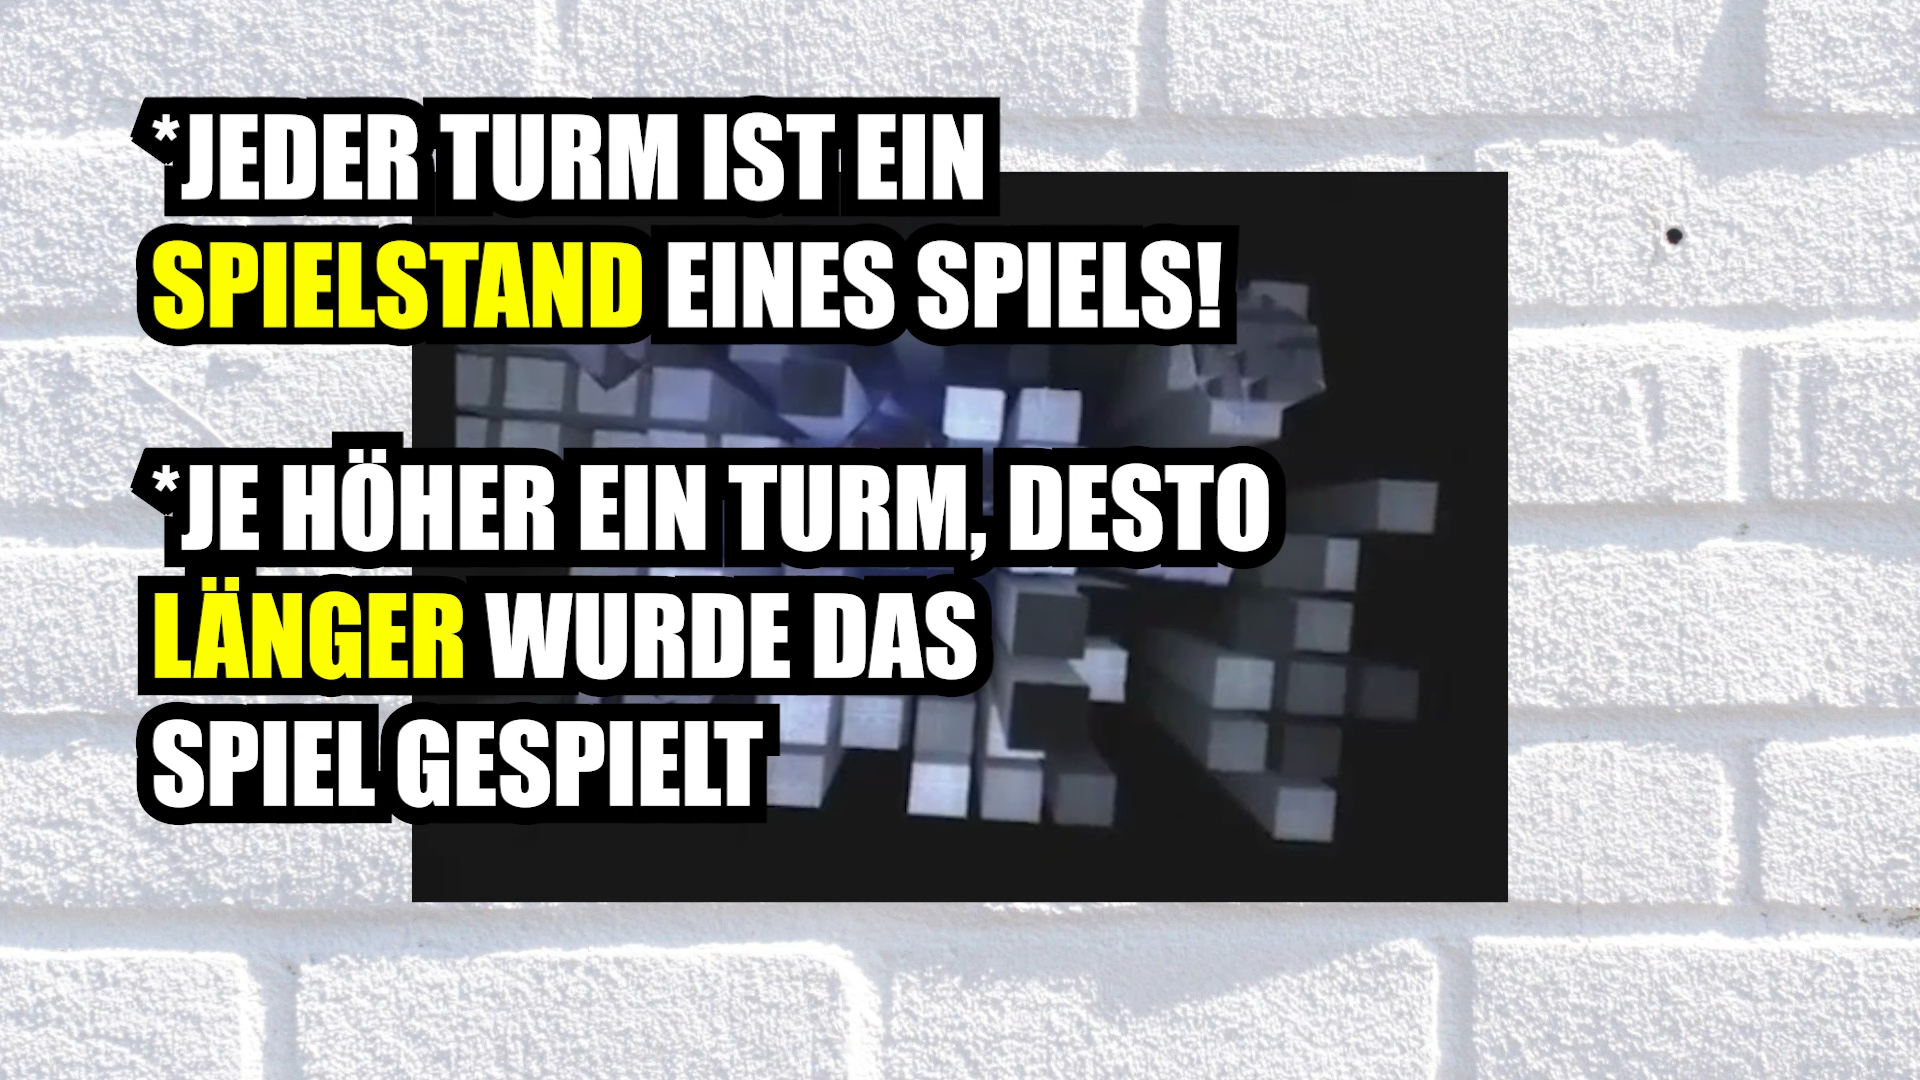 *JEDER TURM IST EIN
SPIELSTAND EINES SPIELS!
*JE HÖHER EIN TURM, DESTO
LÄNGER WURDE DAS
SPIEL GESPIELT